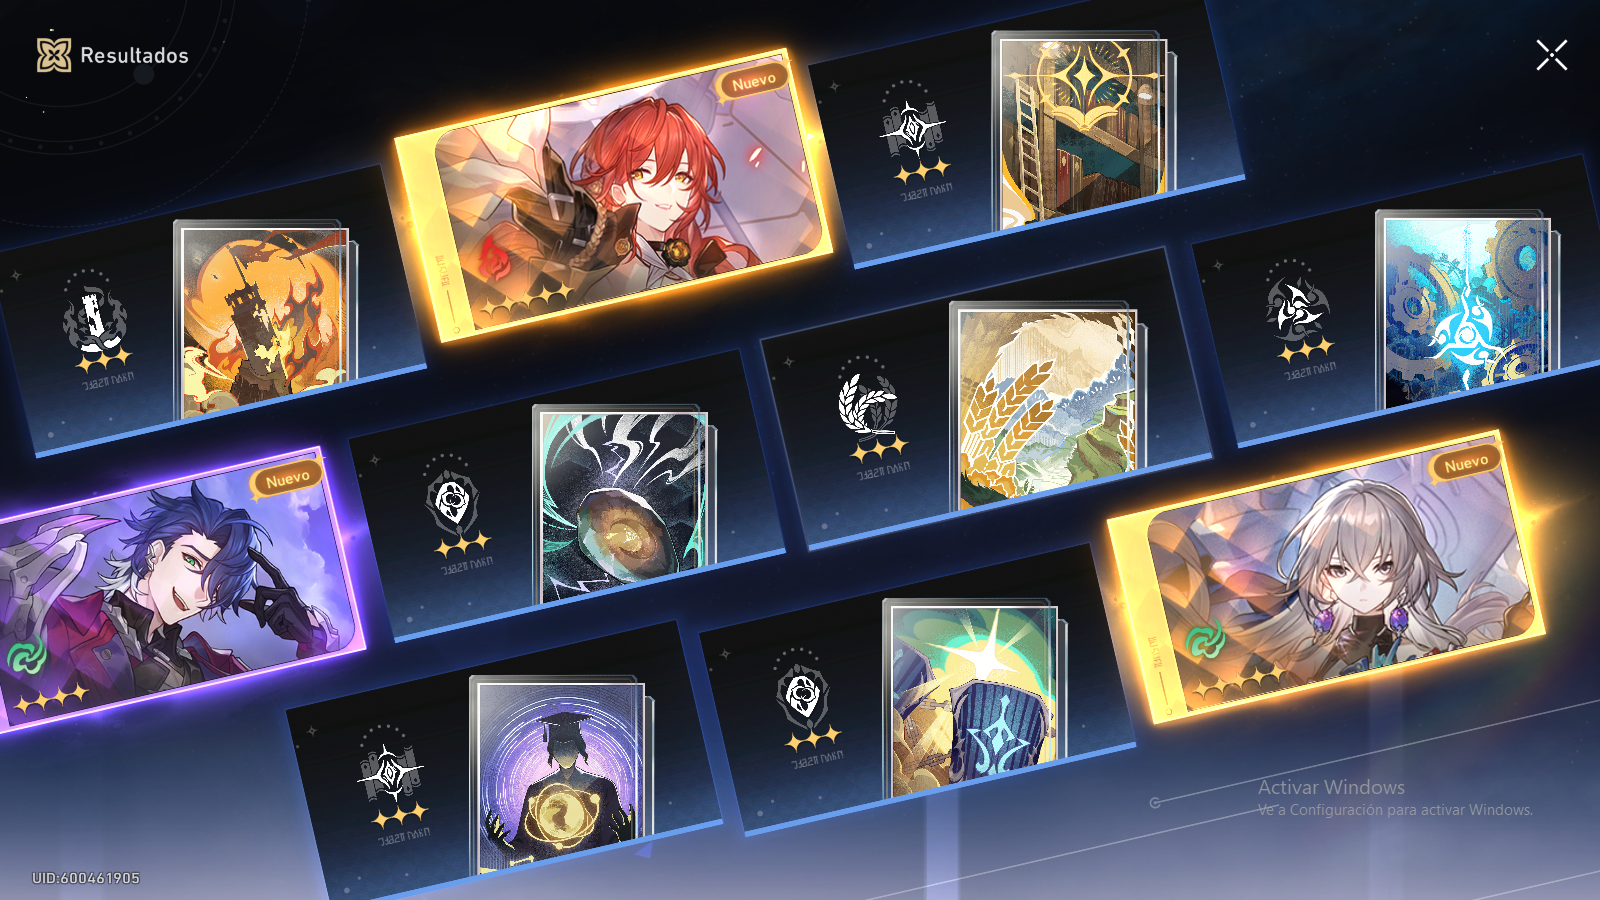 Resultados
Nuevo
Nuevo
Nuevo
Activar Windows
Ve a Configuración para activar Windows.
UID:600461905